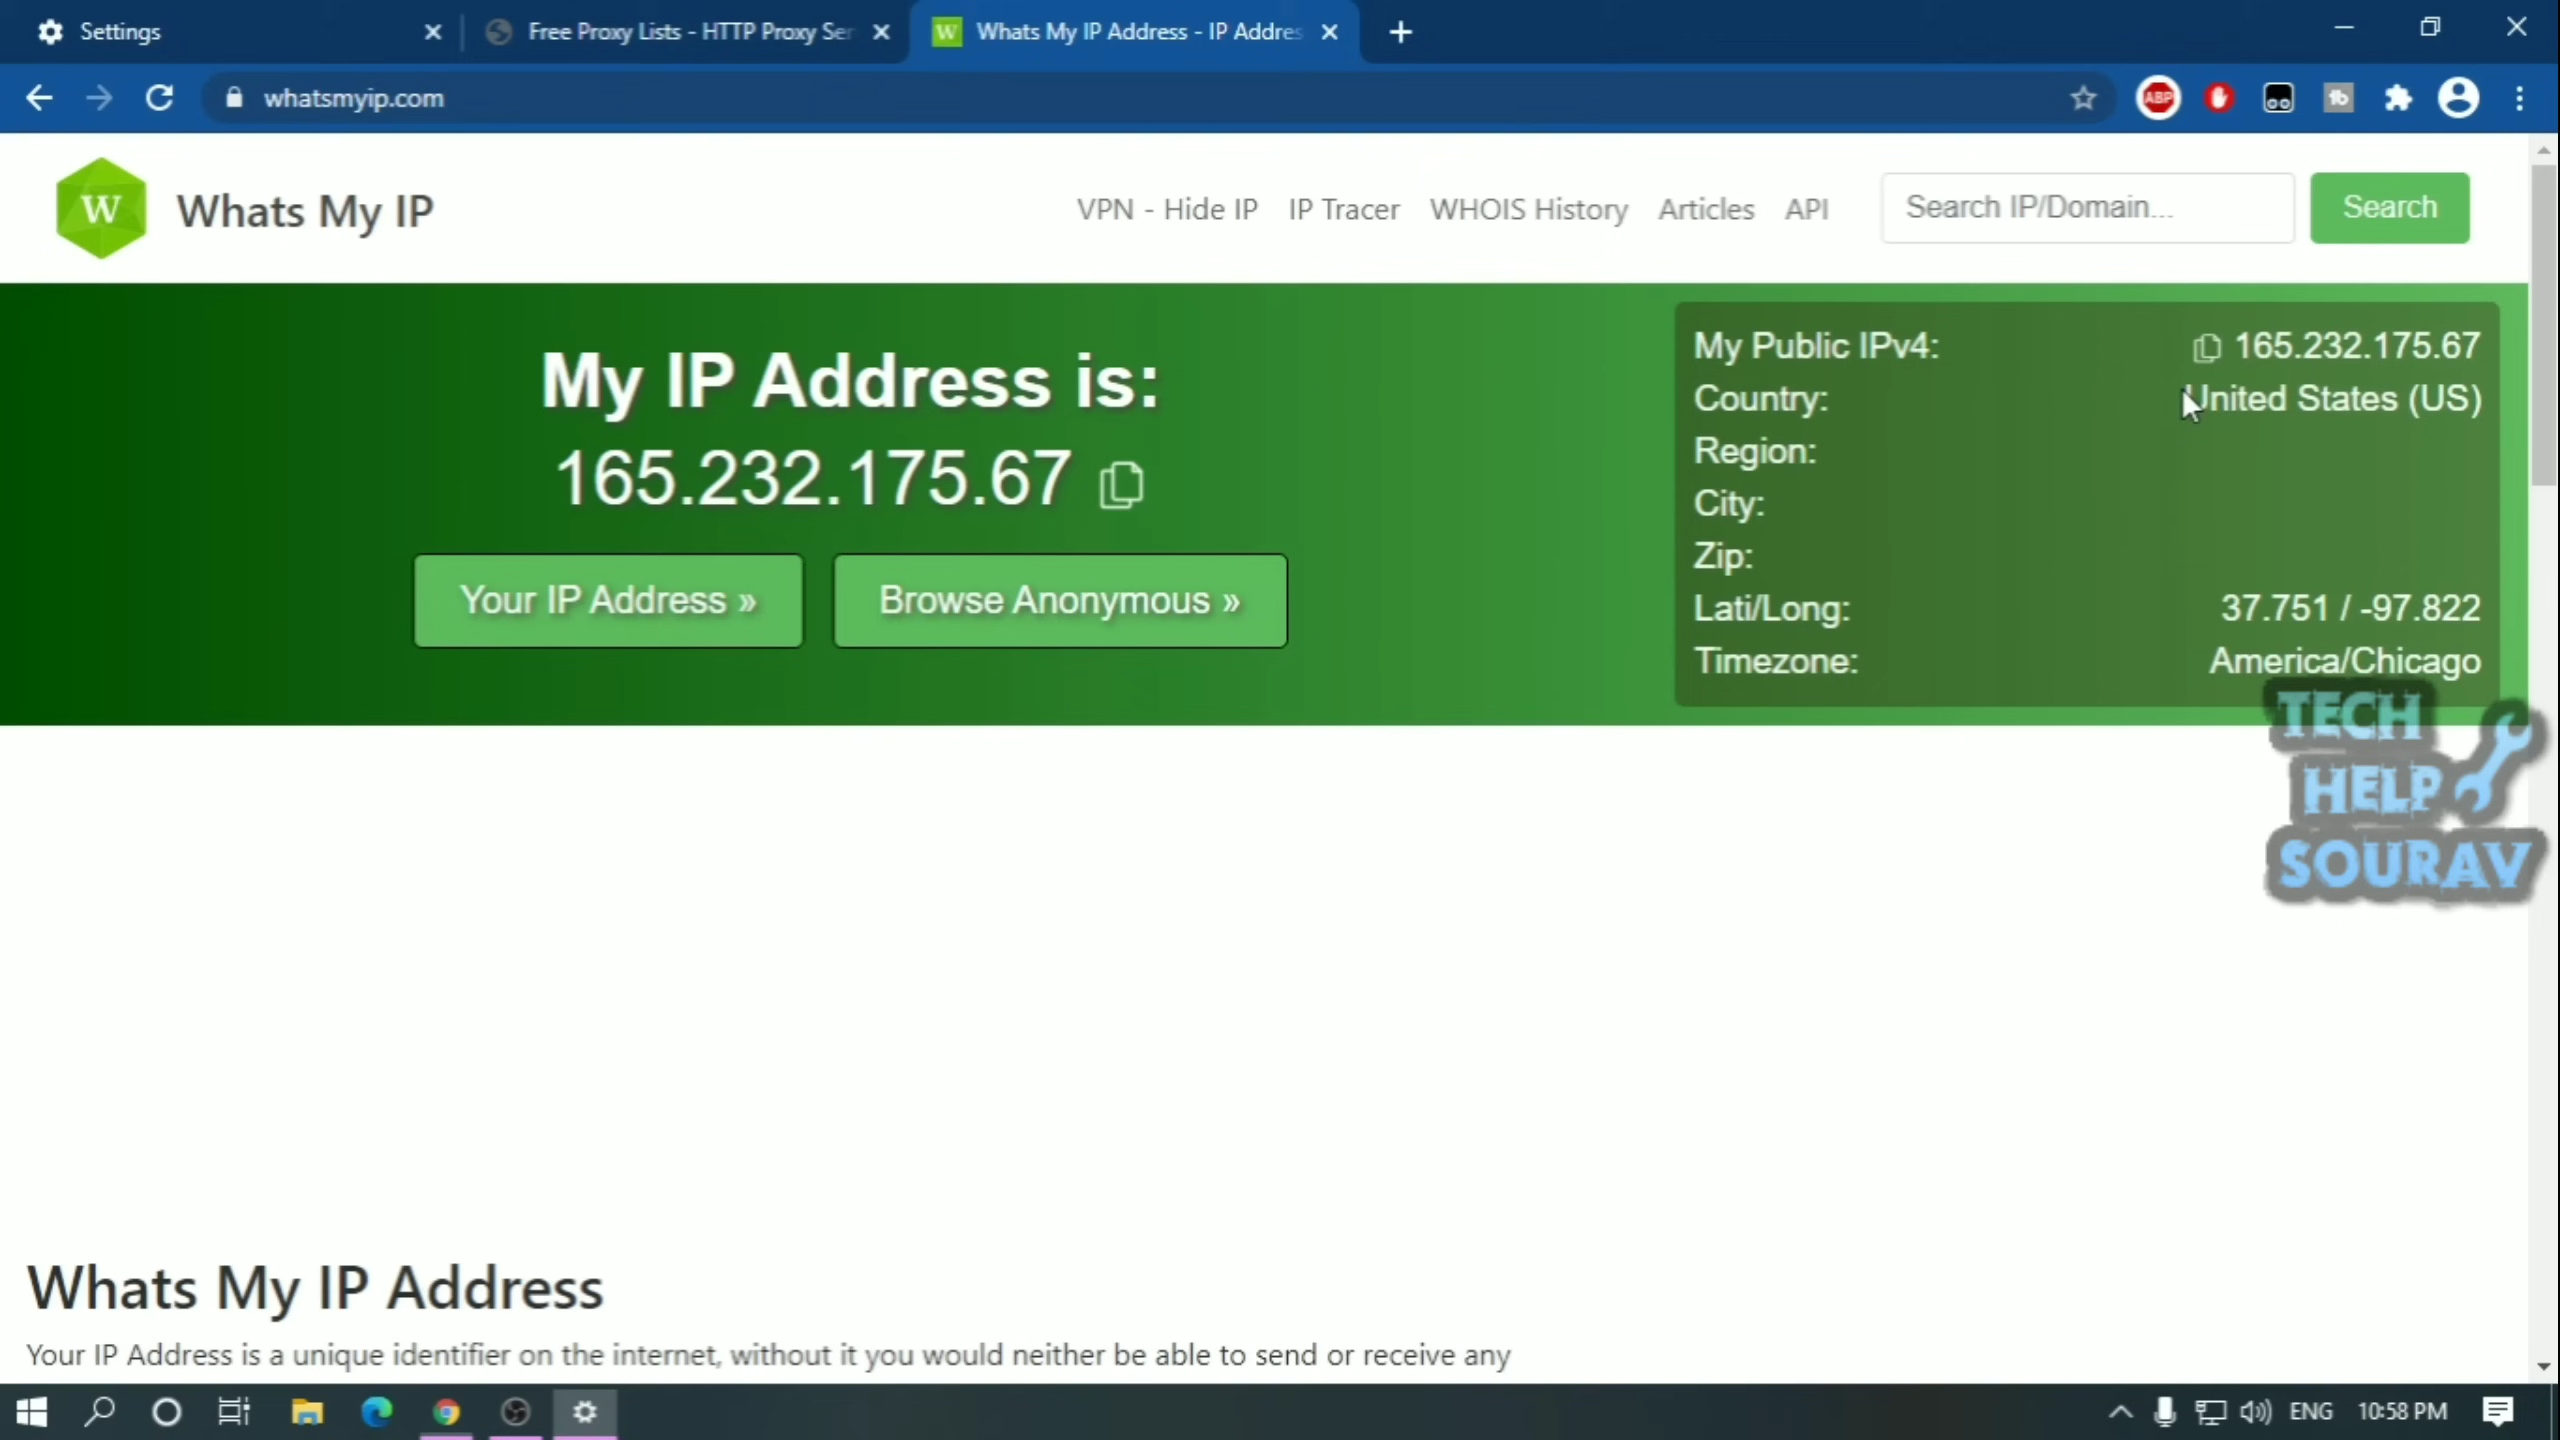 Settings
Free Proxy Lists - HTTP Proxy Ser
Whats My IP Address - IP Addres
whatsmyip.com
ABP
W
Whats My IP
VPN - Hide IP
IP Tracer
WHOIS History
Articles
API
Search IP/Domain...
Search
My IP Address is:
165.232.175.67
Your IP Address »
Browse Anonymous »
My Public IPv4: 165.232.175.67
Country: United States (US)
Region:
City:
Zip:
Lati/Long: 37.751 / -97.822
Timezone: America/Chicago
TECH
HELP
SOURAV
Whats My IP Address
Your IP Address is a unique identifier on the internet, without it you would neither be able to send or receive any
ENG
10:58 PM